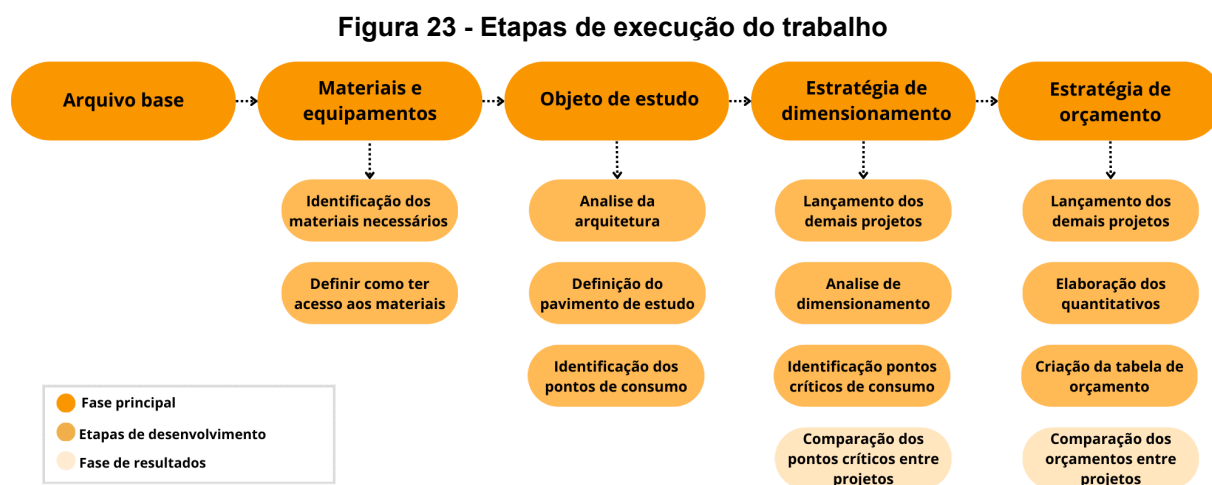 Figura 23 - Etapas de execução do trabalho
Arquivo base
Materiais e
equipamentos
Objeto de estudo
Estratégia de
dimensionamento
Estratégia de
orçamento
Identificação dos
materiais necessários
Definir como ter
acesso aos materiais
Analise da
arquitetura
Definição do
pavimento de estudo
Identificação dos
pontos de consumo
Lançamento dos
demais projetos
Analise de
dimensionamento
Identificação pontos
críticos de consumo
Comparação dos
pontos críticos entre
projetos
Lançamento dos
demais projetos
Elaboração dos
quantitativos
Criação da tabela de
orçamento
Comparação dos
orçamentos entre
projetos
Fase principal
Etapas de desenvolvimento
Fase de resultados